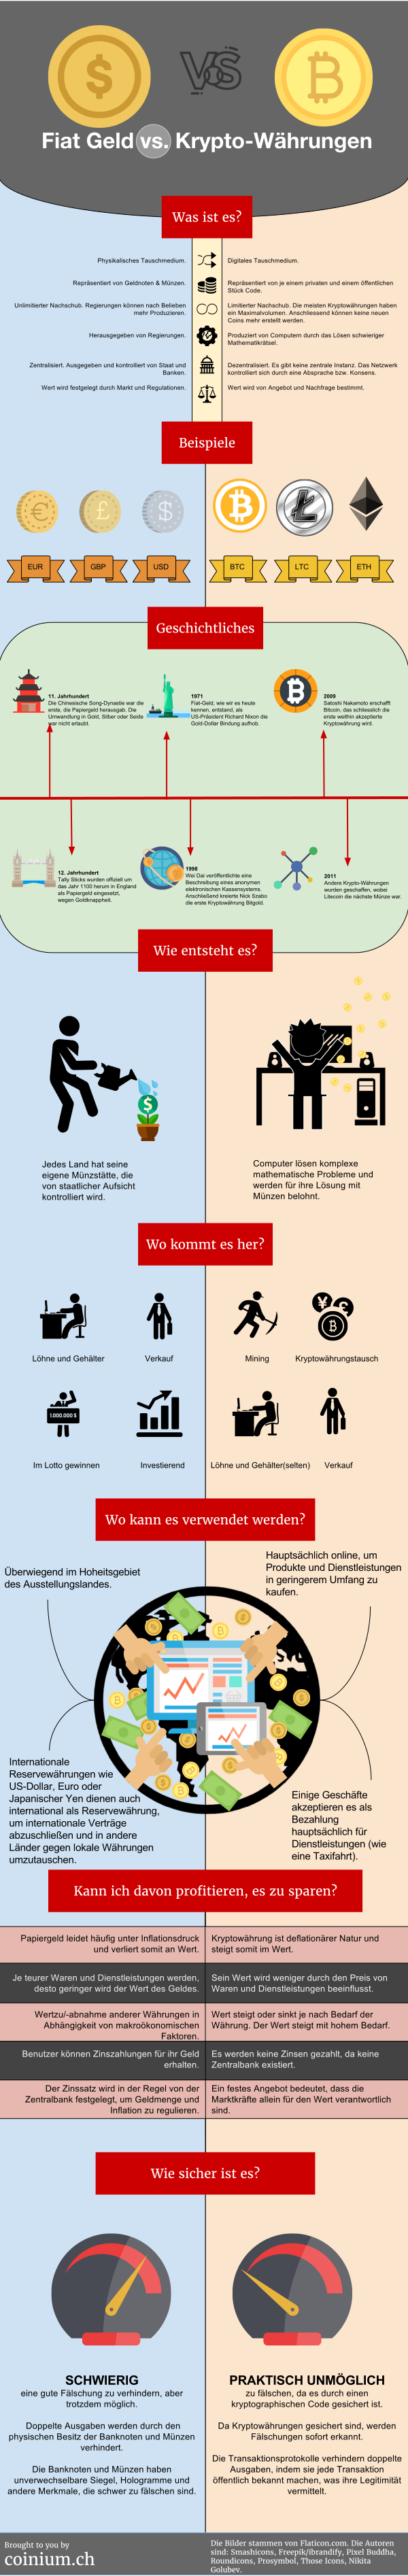 VS
Fiat Geld vs. Krypto-Währungen
Was ist es?
Physikalisches Tauschmedium.
Digitales Tauschmedium.
Repräsentiert von Geldnoten & Münzen.
Repräsentiert von je einem privaten und einem öffentlichen
Stück Code.
Unlimitierter Nachschub. Regierungen können nach Belieben
mehr Produzieren.
Limitierter Nachschub. Die meisten Kryptowährungen haben
ein Maximalvolumen. Anschliessend können keine neuen
Coins mehr erstellt werden.
Herausgegeben von Regierungen.
Produziert von Computern durch das Lösen schwieriger
Mathematikrätsel.
Zentralisiert. Ausgegeben und kontrolliert von Staat und
Banken.
Dezentralisiert. Es gibt keine zentrale Instanz. Das Netzwerk
kontrolliert sich durch eine Absprache bzw. Konsens.
Wert wird festgelegt durch Markt und Regulationen.
Wert wird von Angebot und Nachfrage bestimmt.
Beispiele
EUR
GBP
USD
BTC
LTC
ETH
Geschichtliches
11. Jahrhundert
Die Chinesische Song-Dynastie war die
erste, die Papiergeld herausgab. Die
Umwandlung in Gold, Silber oder Seide
war nicht erlaubt.
1971
Fiat-Geld, wie wir es heute
kennen, entstand, als
US-Präsident Richard Nixon die
Gold-Dollar Bindung aufhob.
2009
Satoshi Nakamoto erschafft
Bitcoin, das schliesslich die
erste weithin akzeptierte
Kryptowährung wird.
12. Jahrhundert
Tally Sticks wurden offiziell um
das Jahr 1100 herum in England
als Papiergeld eingesetzt,
wegen Goldknappheit.
1998
Wei Dai veröffentlichte eine
Beschreibung eines anonymen
elektronischen Kassensystems.
Anschließend kreierte Nick Szabo
die erste Kryptowährung Bitgold.
2011
Anders Krypto-Währungen
wurden geschaffen, wobei
Litecoin die nächste Münze war.
Wie entsteht es?
Jedes Land hat seine
eigene Münzstätte, die
von staatlicher Aufsicht
kontrolliert wird.
Computer lösen komplexe
mathematische Probleme und
werden für ihre Lösung mit
Münzen belohnt.
Wo kommt es her?
Löhne und Gehälter
Verkauf
Mining
Kryptowährungstausch
1.000.000 $
Im Lotto gewinnen
Investierend
Löhne und Gehälter(selten)
Verkauf
Wo kann es verwendet werden?
Überwiegend im Hoheitsgebiet
des Ausstellungslandes.
Hauptsächlich online, um
Produkte und Dienstleistungen
in geringerem Umfang zu
kaufen.
Internationale
Reservewährungen wie
US-Dollar, Euro oder
Japanischer Yen dienen auch
international als Reservewährung,
um internationale Verträge
abzuschließen und in andere
Länder gegen lokale Währungen
umzutauschen.
Einige Geschäfte
akzeptieren es als
Bezahlung
hauptsächlich für
Dienstleistungen (wie
eine Taxifahrt).
Kann ich davon profitieren, es zu sparen?
Papiergeld leidet häufig unter Inflationsdruck
und verliert somit an Wert.
Kryptowährung ist deflationärer Natur und
steigt somit im Wert.
Je teurer Waren und Dienstleistungen werden,
desto geringer wird der Wert des Geldes.
Sein Wert wird weniger durch den Preis von
Waren und Dienstleistungen beeinflusst.
Wertzu/-abnahme anderer Währungen in
Abhängigkeit von makroökonomischen
Faktoren.
Wert steigt oder sinkt je nach Bedarf der
Währung. Der Wert steigt mit hohem Bedarf.
Benutzer können Zinszahlungen für ihr Geld
erhalten.
Es werden keine Zinsen gezahlt, da keine
Zentralbank existiert.
Der Zinssatz wird in der Regel von der
Zentralbank festgelegt, um Geldmenge und
Inflation zu regulieren.
Ein festes Angebot bedeutet, dass die
Marktkräfte allein für den Wert verantwortlich
sind.
Wie sicher ist es?
SCHWIERIG
eine gute Fälschung zu verhindern, aber
trotzdem möglich.
Doppelte Ausgaben werden durch den
physischen Besitz der Banknoten und Münzen
verhindert.
Die Banknoten und Münzen haben
unverwechselbare Siegel, Hologramme und
andere Merkmale, die schwer zu fälschen sind.
PRAKTISCH UNMÖGLICH
zu fälschen, da es durch einen
kryptographischen Code gesichert ist.
Da Kryptowährungen gesichert sind, werden
Fälschungen sofort erkannt.
Die Transaktionsprotokolle verhindern doppelte
Ausgaben, indem sie jede Transaktion
öffentlich bekannt machen, was ihre Legitimität
vermittelt.
Brought to you by
coinium.ch
Die Bilder stammen von Flaticon.com. Die Autoren
sind: Smashicons, Freepik/ibrandify, Pixel Buddha,
Roundicons, Prosymbol, Those Icons, Nikita
Golubev.